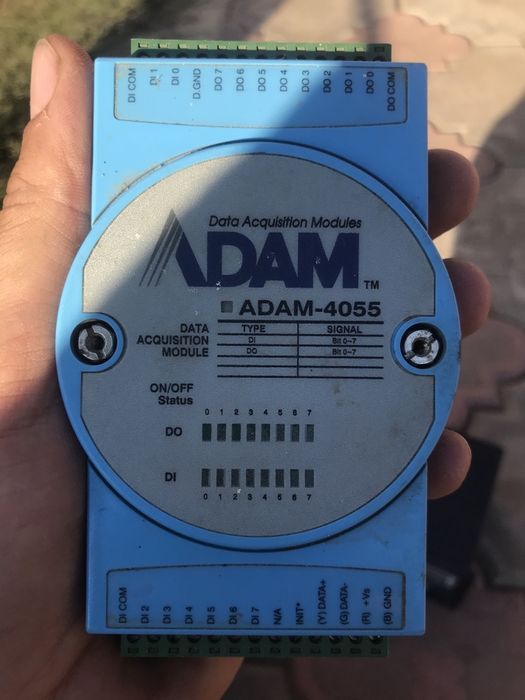 DI COM DI 1 DI 0 D.GND DO 7 DO 6 DO 5 DO 4 DO 3 DO 2 DO 1 DO 0 DO COM
Data Acquisition Modules
ADAM TM
ADAM-4055
DATA ACQUISITION MODULE
TYPE SIGNAL
DI Bit 0~7
DO Bit 0~7
ON/OFF
Status
0 1 2 3 4 5 6 7
DO
DI
0 1 2 3 4 5 6 7
DI COM DI 2 DI 3 DI 4 DI 5 DI 6 DI 7 N/A INIT* (Y) DATA+ (G) DATA- (R) +Vs (B) GND